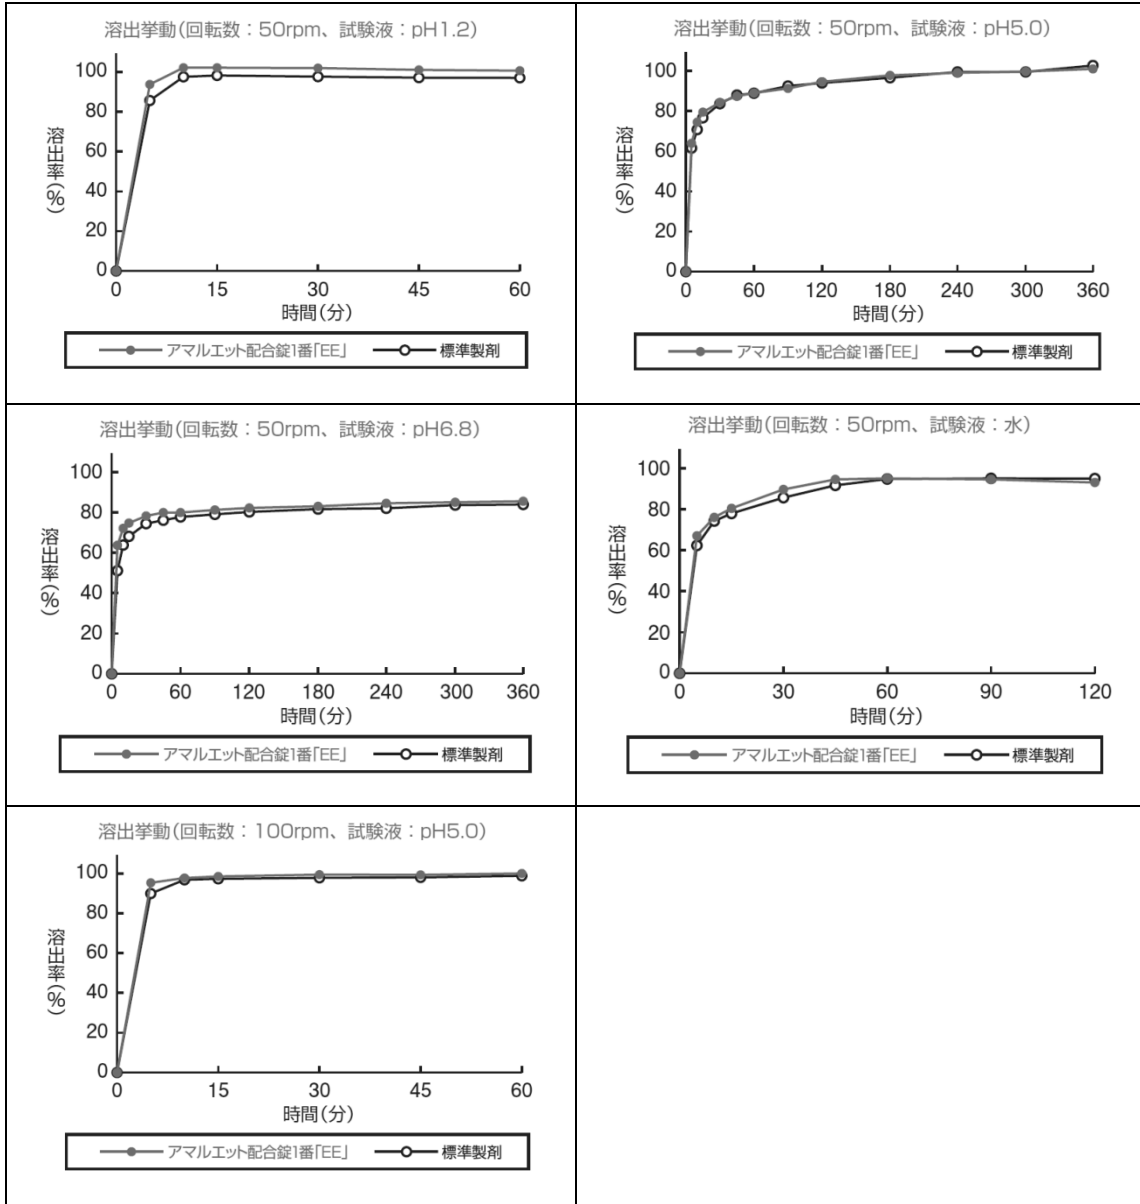 溶出挙動(回転数：50rpm、試験液：pH1.2)
100
80
60
40
20
0
溶出率(%)
0 15 30 45 60
時間(分)
アマルエット配合錠1番「EE」 標準製剤
溶出挙動(回転数：50rpm、試験液：pH5.0)
100
80
60
40
20
0
溶出率(%)
0 60 120 180 240 300 360
時間(分)
アマルエット配合錠1番「EE」 標準製剤
溶出挙動(回転数：50rpm、試験液：pH6.8)
100
80
60
40
20
0
溶出率(%)
0 60 120 180 240 300 360
時間(分)
アマルエット配合錠1番「EE」 標準製剤
溶出挙動(回転数：50rpm、試験液：水)
100
80
60
40
20
0
溶出率(%)
0 30 60 90 120
時間(分)
アマルエット配合錠1番「EE」 標準製剤
溶出挙動(回転数：100rpm、試験液：pH5.0)
100
80
60
40
20
0
溶出率(%)
0 15 30 45 60
時間(分)
アマルエット配合錠1番「EE」 標準製剤